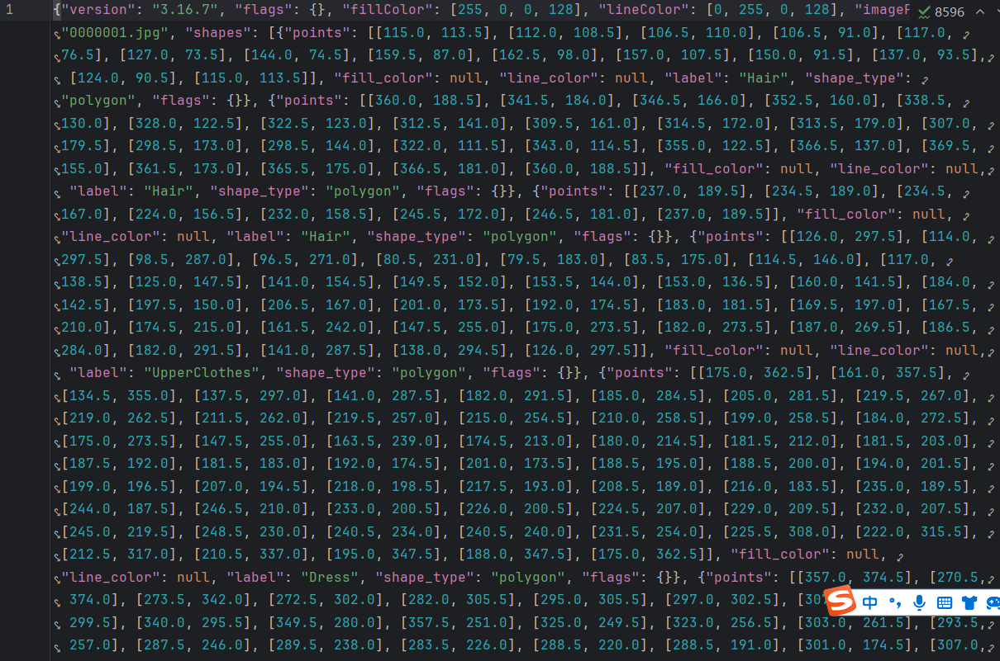 1 {"version": "3.16.7", "flags": {}, "fillColor": [255, 0, 0, 128], "lineColor": [0, 255, 0, 128], "imageP 8596
"0000001.jpg", "shapes": [{"points": [[115.0, 113.5], [112.0, 108.5], [106.5, 110.0], [106.5, 91.0], [117.0,
76.5], [127.0, 73.5], [144.0, 74.5], [159.5, 87.0], [162.5, 98.0], [157.0, 107.5], [150.0, 91.5], [137.0, 93.5],
[124.0, 90.5], [115.0, 113.5]], "fill_color": null, "line_color": null, "label": "Hair", "shape_type":
"polygon", "flags": {}}, {"points": [[360.0, 188.5], [341.5, 184.0], [346.5, 166.0], [352.5, 160.0], [338.5,
130.0], [328.0, 122.5], [322.5, 123.0], [312.5, 141.0], [309.5, 161.0], [314.5, 172.0], [313.5, 179.0], [307.0,
179.5], [298.5, 173.0], [298.5, 144.0], [322.0, 111.5], [343.0, 114.5], [355.0, 122.5], [366.5, 137.0], [369.5,
155.0], [361.5, 173.0], [365.5, 175.0], [366.5, 181.0], [360.0, 188.5]], "fill_color": null, "line_color": null,
"label": "Hair", "shape_type": "polygon", "flags": {}}, {"points": [[237.0, 189.5], [234.5, 189.0], [234.5,
167.0], [224.0, 156.5], [232.0, 158.5], [245.5, 172.0], [246.5, 181.0], [237.0, 189.5]], "fill_color": null,
"line_color": null, "label": "Hair", "shape_type": "polygon", "flags": {}}, {"points": [[126.0, 297.5], [114.0,
297.5], [98.5, 287.0], [96.5, 271.0], [80.5, 231.0], [79.5, 183.0], [83.5, 175.0], [114.5, 146.0], [117.0,
138.5], [125.0, 147.5], [141.0, 154.5], [149.5, 152.0], [153.5, 144.0], [153.0, 136.5], [160.0, 141.5], [184.0,
142.5], [197.5, 150.0], [206.5, 167.0], [201.0, 173.5], [192.0, 174.5], [183.0, 181.5], [169.5, 197.0], [167.5,
210.0], [174.5, 215.0], [161.5, 242.0], [147.5, 255.0], [175.0, 273.5], [182.0, 273.5], [187.0, 269.5], [186.5,
284.0], [182.0, 291.5], [141.0, 287.5], [138.0, 294.5], [126.0, 297.5]], "fill_color": null, "line_color": null,
"label": "UpperClothes", "shape_type": "polygon", "flags": {}}, {"points": [[175.0, 362.5], [161.0, 357.5],
[134.5, 355.0], [137.5, 297.0], [141.0, 287.5], [182.0, 291.5], [185.0, 284.5], [205.0, 281.5], [219.5, 267.0],
[219.0, 262.5], [211.5, 262.0], [219.5, 257.0], [215.0, 254.5], [210.0, 258.5], [199.0, 258.5], [184.0, 272.5],
[175.0, 273.5], [147.5, 255.0], [163.5, 239.0], [174.5, 213.0], [180.0, 214.5], [181.5, 212.0], [181.5, 203.0],
[187.5, 192.0], [181.5, 183.0], [192.0, 174.5], [201.0, 173.5], [188.5, 195.0], [188.5, 200.0], [194.0, 201.5],
[199.0, 196.5], [207.0, 194.5], [218.0, 198.5], [217.5, 193.0], [208.5, 189.0], [216.0, 183.5], [235.0, 189.5],
[244.0, 187.5], [246.5, 210.0], [233.0, 200.5], [226.0, 200.5], [224.5, 207.0], [229.0, 209.5], [232.0, 207.5],
[245.0, 219.5], [248.5, 230.0], [240.5, 234.0], [240.5, 240.0], [231.5, 254.0], [225.5, 308.0], [222.0, 315.5],
[212.5, 317.0], [210.5, 337.0], [195.0, 347.5], [188.0, 347.5], [175.0, 362.5]], "fill_color": null,
"line_color": null, "label": "Dress", "shape_type": "polygon", "flags": {}}, {"points": [[357.0, 374.5], [270.5,
374.0], [273.5, 342.0], [272.5, 302.0], [282.0, 305.5], [295.0, 305.5], [297.0, 302.5], 中
299.5], [340.0, 295.5], [349.5, 280.0], [357.5, 251.0], [325.0, 249.5], [323.0, 256.5], [303.0, 261.5], [293.5,
257.0], [287.5, 246.0], [289.5, 238.0], [283.5, 226.0], [288.5, 220.0], [288.5, 191.0], [301.0, 174.5], [307.0,